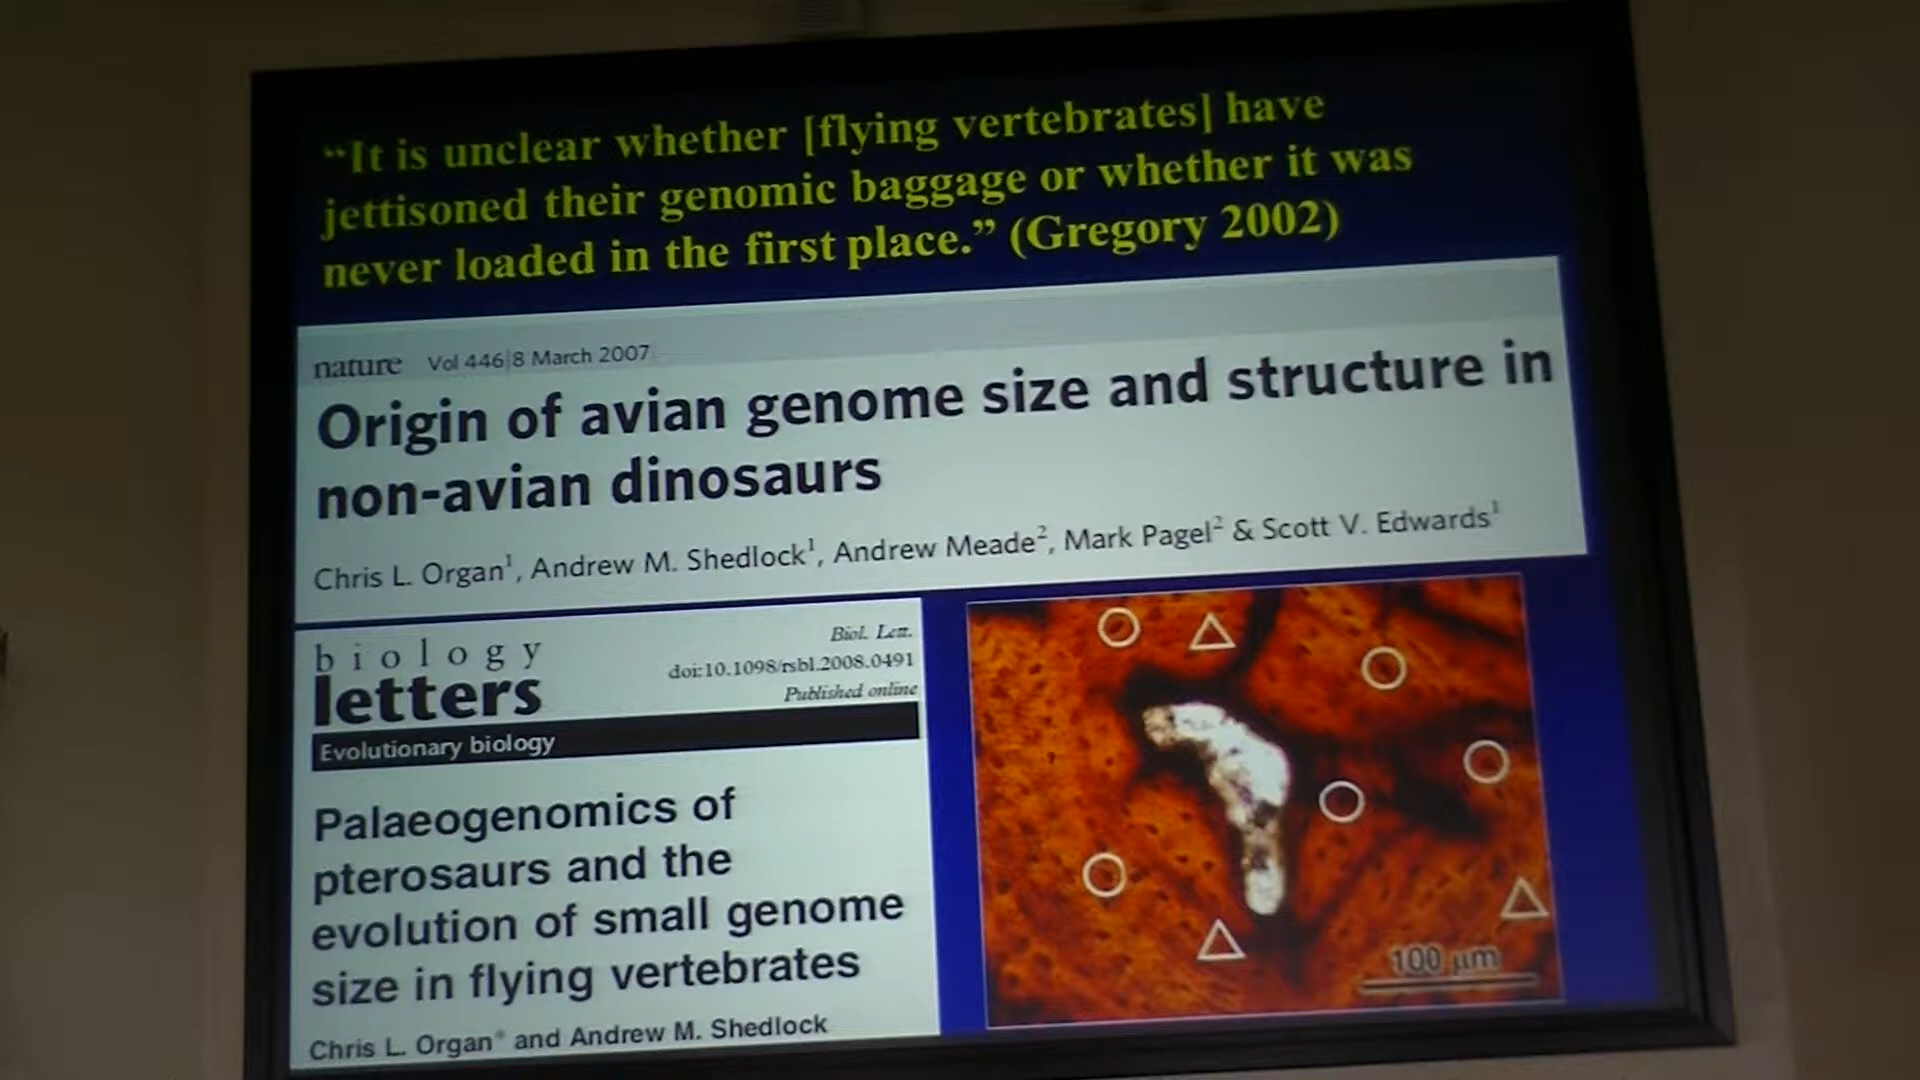 “It is unclear whether [flying vertebrates] have
jettisoned their genomic baggage or whether it was
never loaded in the first place.” (Gregory 2002)
nature Vol 446|8 March 2007
Origin of avian genome size and structure in
non-avian dinosaurs
Chris L. Organ¹, Andrew M. Shedlock¹, Andrew Meade², Mark Pagel² & Scott V. Edwards¹
biology
letters
Biol. Lett.
doi:10.1098/rsbl.2008.0491
Published online
Evolutionary biology
Palaeogenomics of
pterosaurs and the
evolution of small genome
size in flying vertebrates
Chris L. Organ* and Andrew M. Shedlock
100 µm